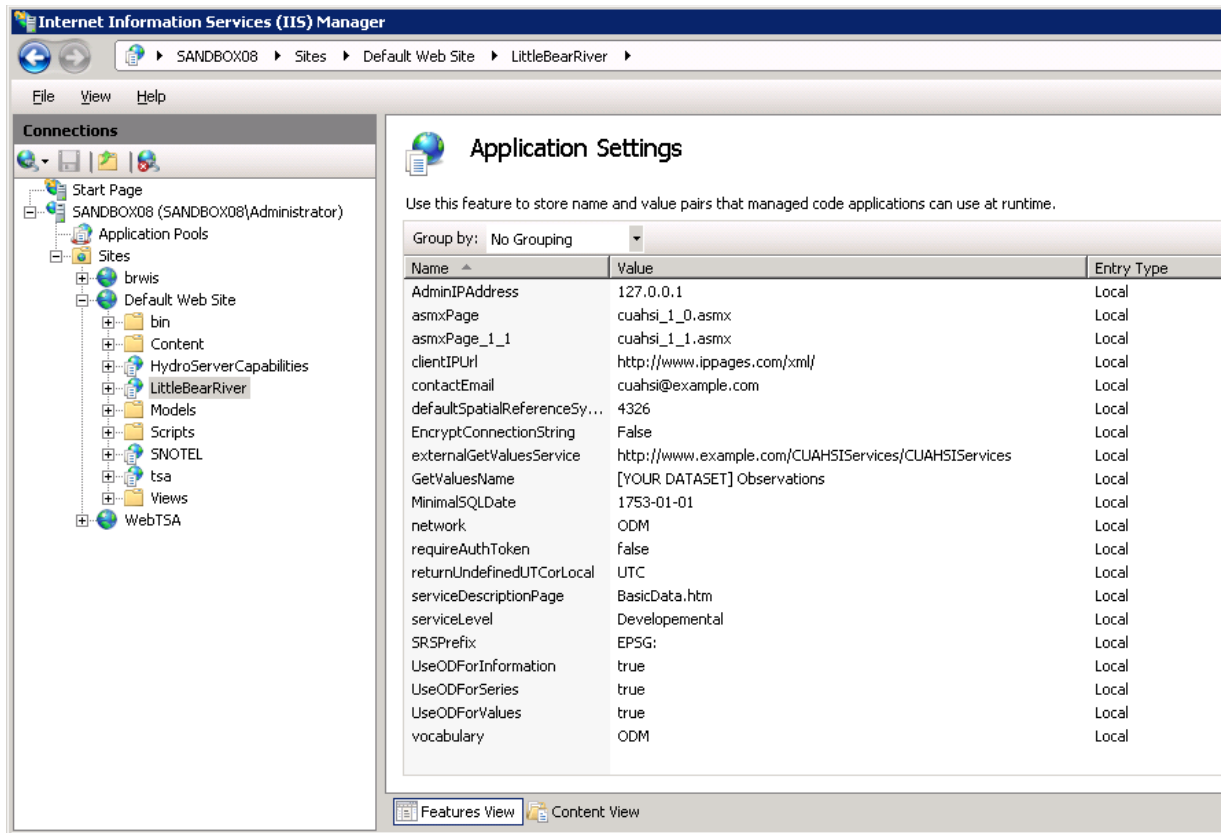 Internet Information Services (IIS) Manager
SANDBOX08 Sites Default Web Site LittleBearRiver
File View Help
Connections
Start Page
SANDBOX08 (SANDBOX08\Administrator)
Application Pools
Sites
brwis
Default Web Site
bin
Content
HydroServerCapabilities
LittleBearRiver
Models
Scripts
SNOTEL
tsa
Views
WebTSA
Application Settings
Use this feature to store name and value pairs that managed code applications can use at runtime.
Group by: No Grouping
Name Value Entry Type
AdminIPAddress 127.0.0.1 Local
asmxPage cuahsi_1_0.asmx Local
asmxPage_1_1 cuahsi_1_1.asmx Local
clientIPUrl http://www.ippages.com/xml/ Local
contactEmail cuahsi@example.com Local
defaultSpatialReferenceSy... 4326 Local
EncryptConnectionString False Local
externalGetValuesService http://www.example.com/CUAHSIServices/CUAHSIServices Local
GetValuesName [YOUR DATASET] Observations Local
MinimalSQLDate 1753-01-01 Local
network ODM Local
requireAuthToken false Local
returnUndefinedUTCorLocal UTC Local
serviceDescriptionPage BasicData.htm Local
serviceLevel Developemental Local
SRSPrefix EPSG: Local
UseODForInformation true Local
UseODForSeries true Local
UseODForValues true Local
vocabulary ODM Local
Features View Content View